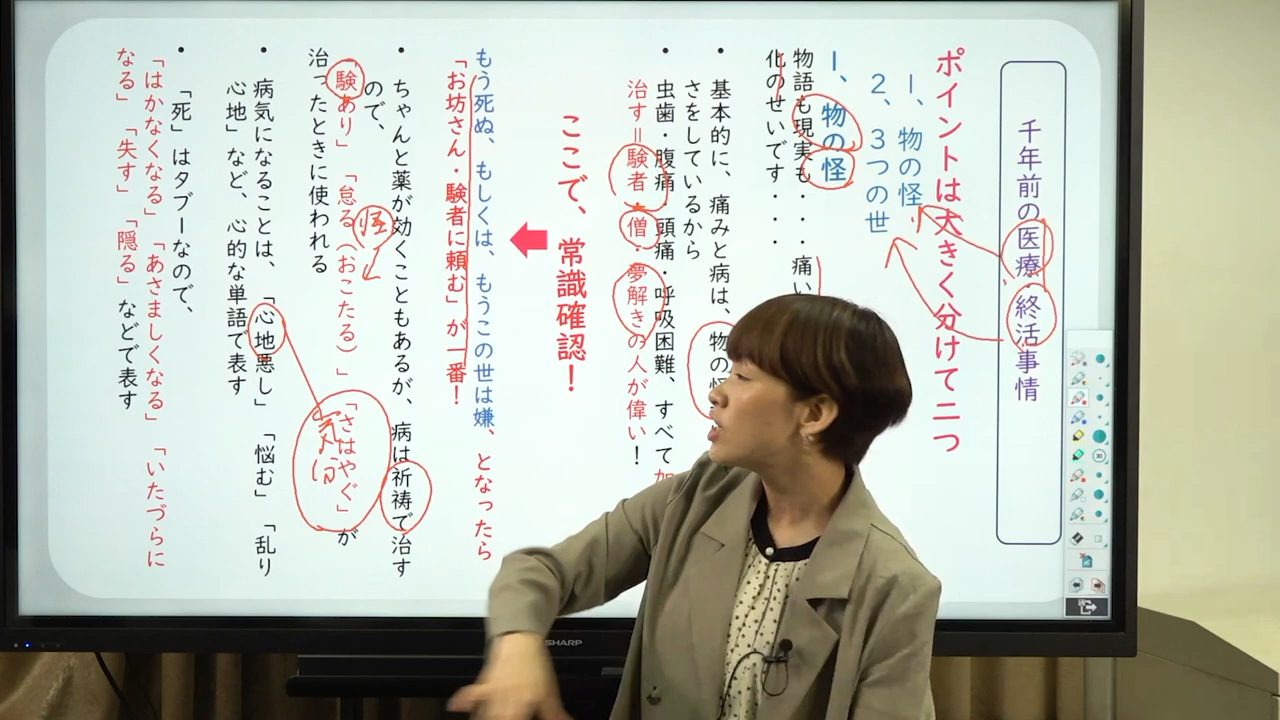 千年前の医療・終活事情
ポイントは大きく分けて二つ
1、物の怪
2、3つの世
1、物の怪
物語も現実も・・・痛い
化のせいです・・・
・基本的に、痛みと病は、物の怪
さをしているから
・虫歯・腹痛・頭痛・呼吸困難、すべて加
治す=験者・僧・夢解きの人が偉い！
ここで、常識確認！
もう死ぬ、もしくは、もうこの世は嫌、となったら
「お坊さん・験者に頼む」が一番！
・ちゃんと薬が効くこともあるが、病は祈祷で治す
ので、
験あり」「怠る（おこたる）」「さはやぐ」が
治ったときに使われる
怪
気分
・病気になることは、「心地悪し」「悩む」「乱り
心地」など、心的な単語で表す
・「死」はタブーなので、
「はかなくなる」「あさましくなる」「いたづらに
なる」「失す」「隠る」などで表す
SHARP